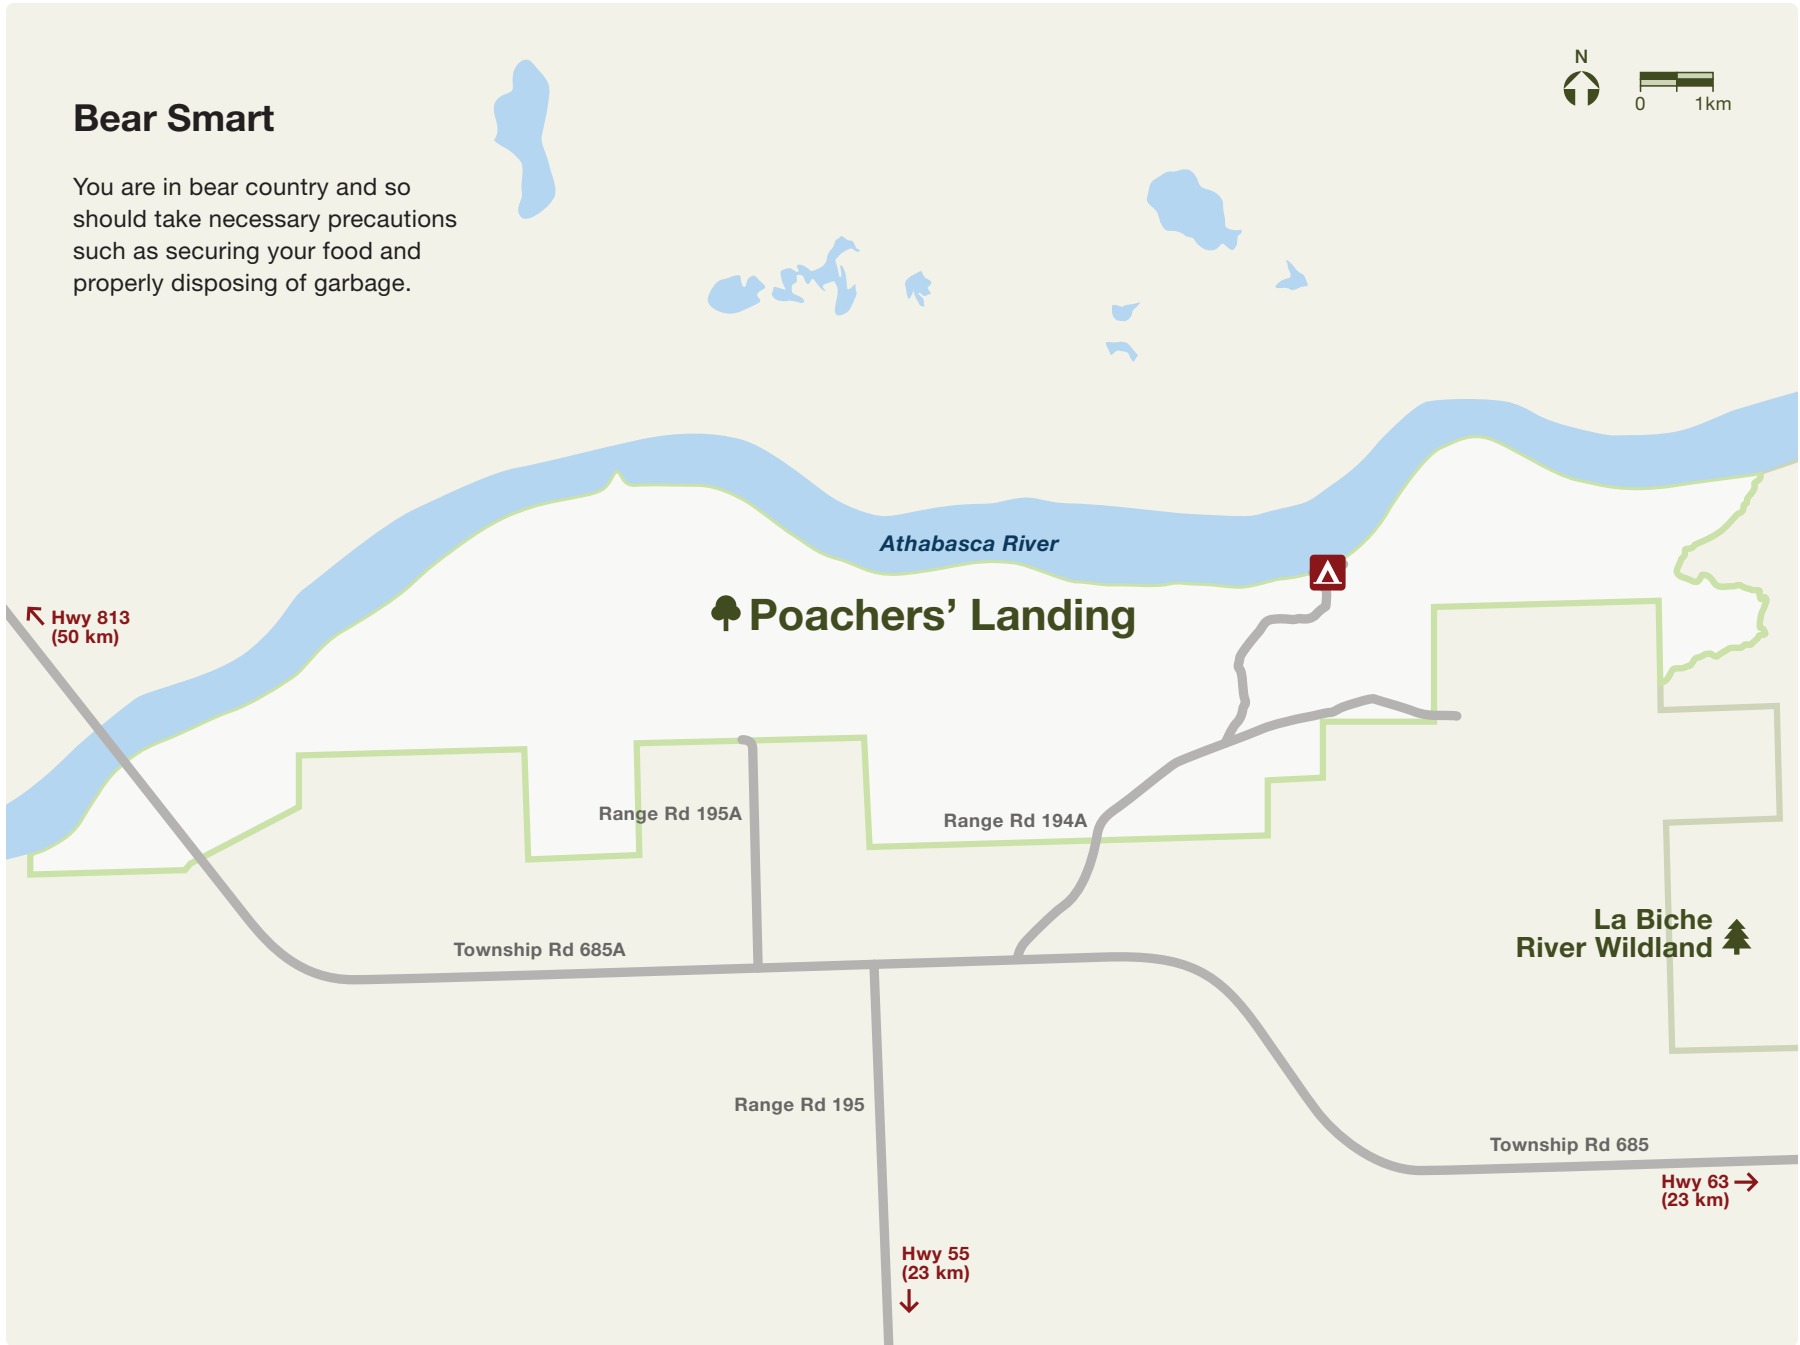 Bear Smart
You are in bear country and so
should take necessary precautions
such as securing your food and
properly disposing of garbage.
N
0 1km
Athabasca River
Poachers’ Landing
Hwy 813
(50 km)
Range Rd 195A
Range Rd 194A
La Biche
River Wildland
Township Rd 685A
Range Rd 195
Township Rd 685
Hwy 63
(23 km)
Hwy 55
(23 km)